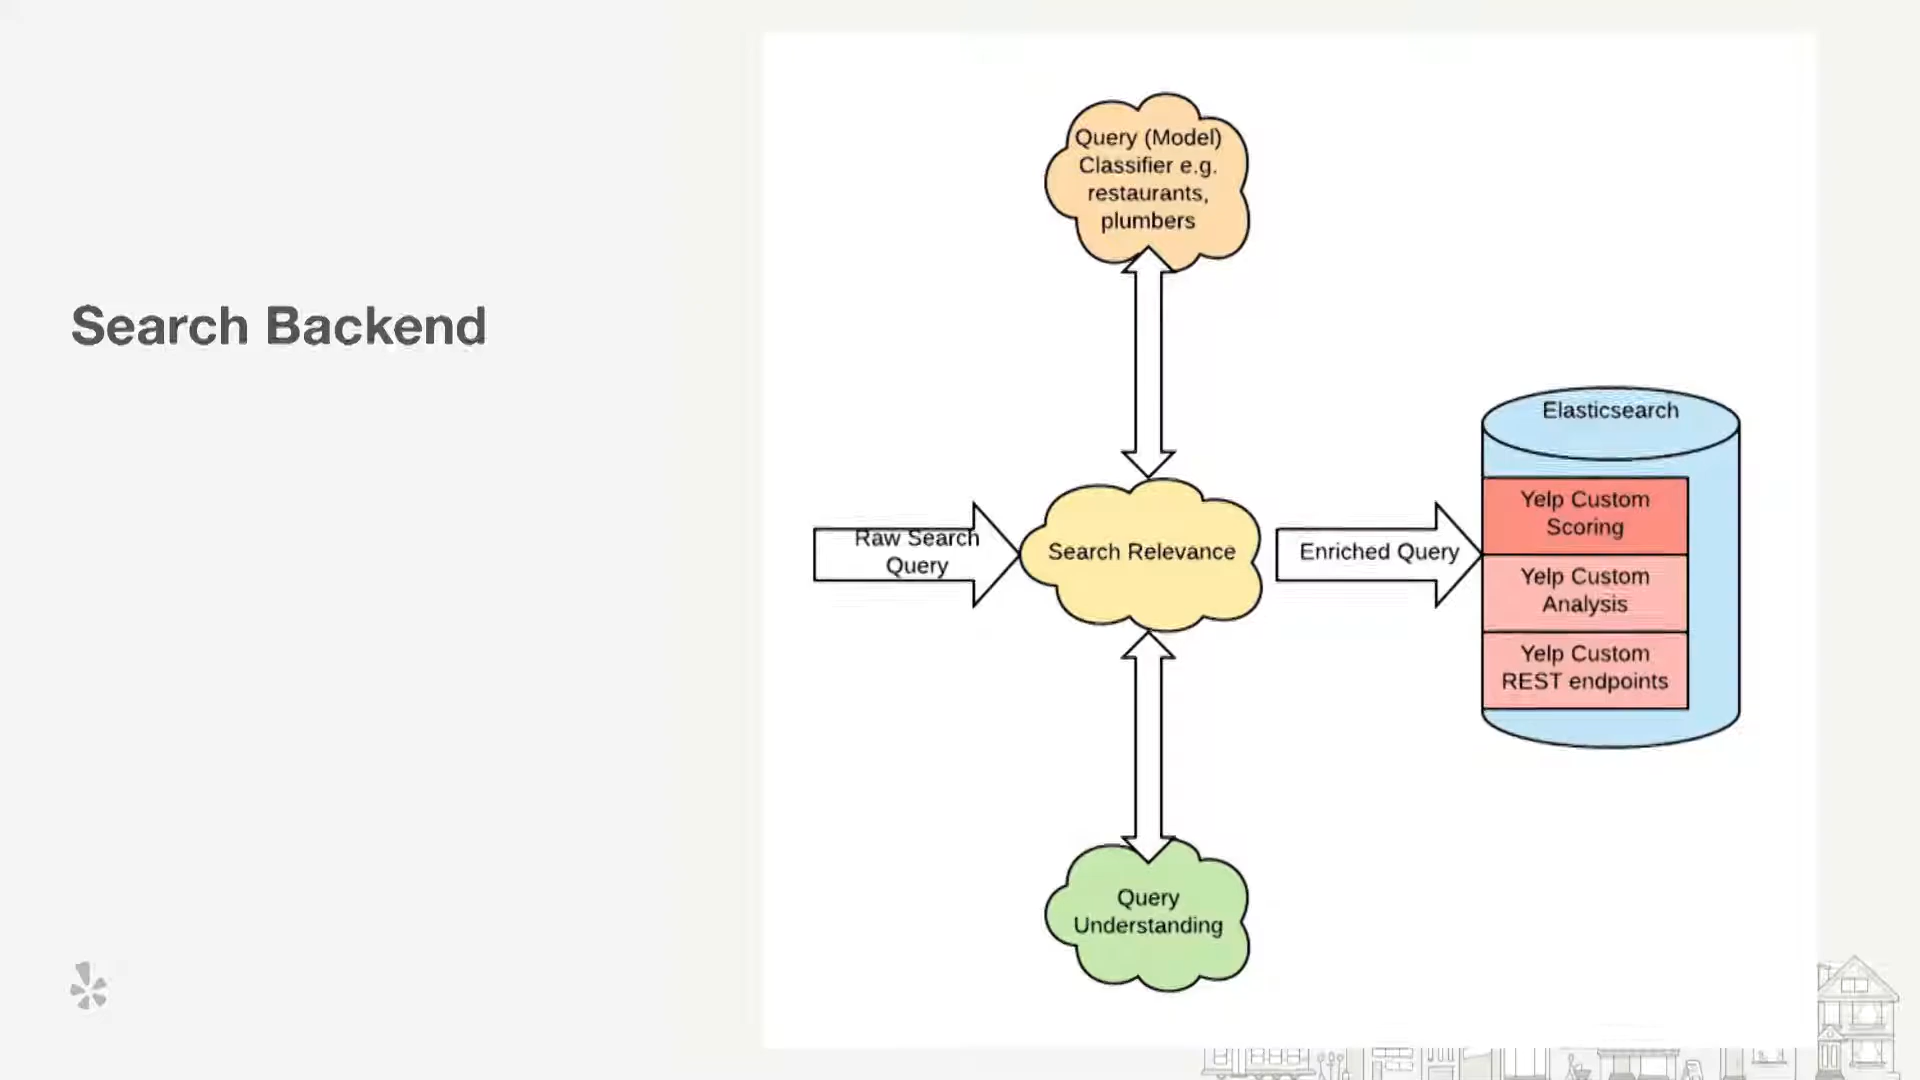 Search Backend
Query (Model)
Classifier e.g.
restaurants,
plumbers
Raw Search
Query
Search Relevance
Enriched Query
Elasticsearch
Yelp Custom
Scoring
Yelp Custom
Analysis
Yelp Custom
REST endpoints
Query
Understanding